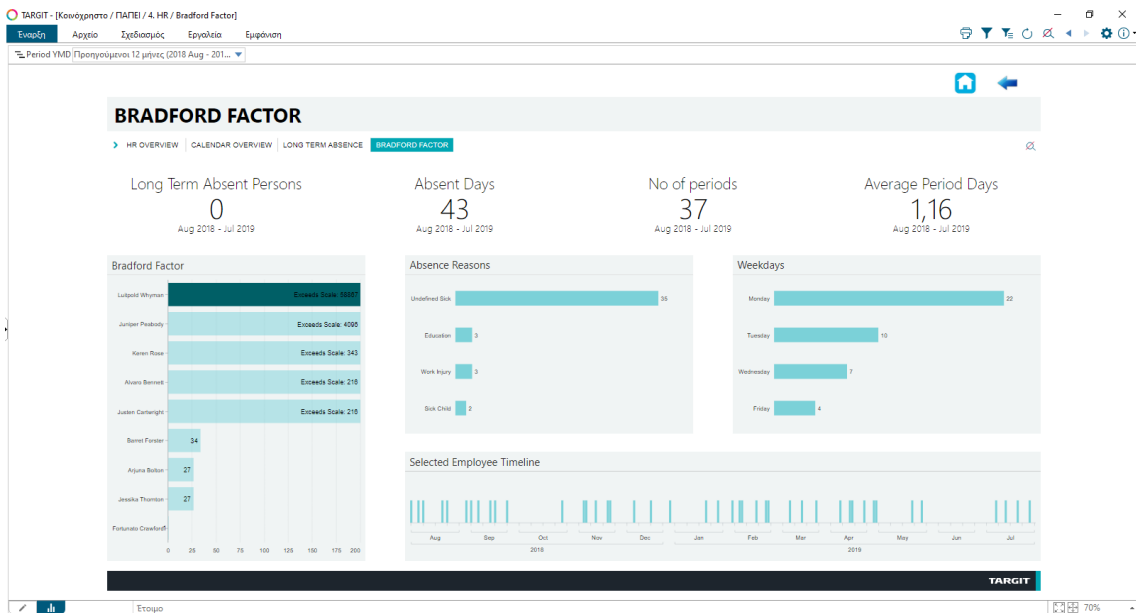 TARGIT - [Κοινόχρηστο / ΠΑΠΕΙ / 4. HR / Bradford Factor]
Έναρξη Αρχείο Σχεδιασμός Εργαλεία Εμφάνιση
Period YMD Προηγούμενοι 12 μήνες (2018 Aug - 201...
BRADFORD FACTOR
HR OVERVIEW CALENDAR OVERVIEW LONG TERM ABSENCE BRADFORD FACTOR
Long Term Absent Persons
0
Aug 2018 - Jul 2019
Absent Days
43
Aug 2018 - Jul 2019
No of periods
37
Aug 2018 - Jul 2019
Average Period Days
1,16
Aug 2018 - Jul 2019
Bradford Factor
Luitpold Whyman Exceeds Scale:
Juniper Peabody Exceeds Scale: 4096
Keren Rose Exceeds Scale: 343
Alvaro Bennett Exceeds Scale: 216
Justen Cartwright Exceeds Scale: 216
Barret Forster 34
Arjuna Bolton 27
Jessika Thornton 27
Fortunato Crawford
0 25 50 75 100 125 150 175 200
Absence Reasons
Undefined Sick 35
Education 3
Work Injury 3
Sick Child 2
Weekdays
Monday 22
Tuesday 10
Wednesday 7
Friday 4
Selected Employee Timeline
Aug Sep Oct Nov Dec Jan Feb Mar Apr May Jun Jul
2018 2019
TARGIT
Έτοιμο 70%